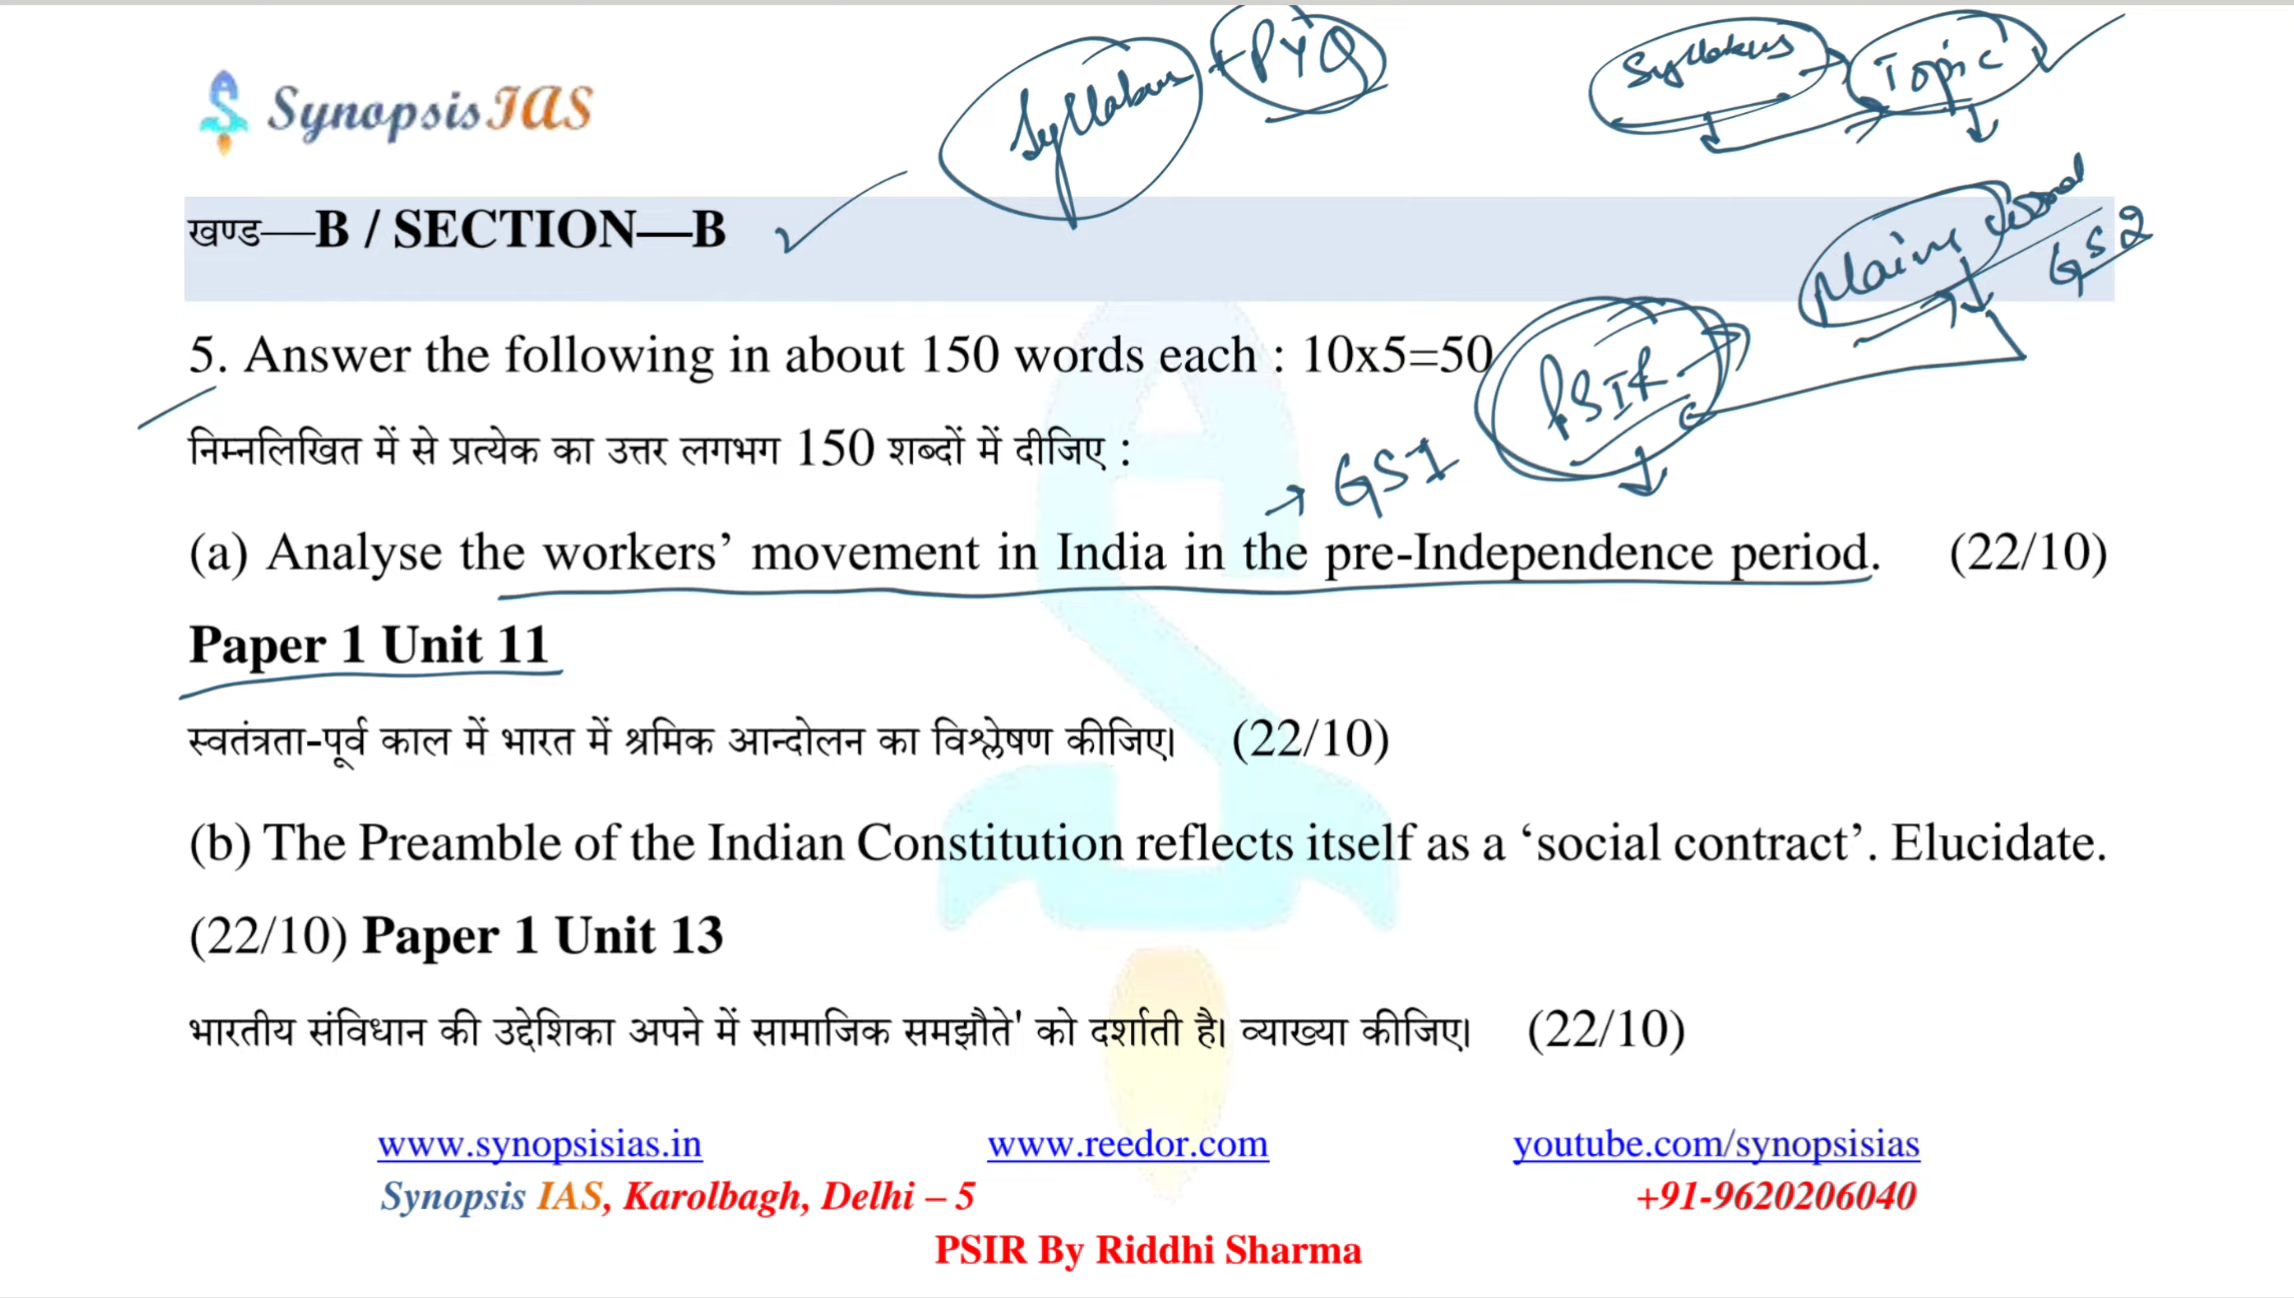 Syllabus + PYQ
Syllabus → Topic
Synopsis IAS
Mains
GS2
खण्ड—B / SECTION—B
5. Answer the following in about 150 words each : 10x5=50
PSIR
निम्नलिखित में से प्रत्येक का उत्तर लगभग 150 शब्दों में दीजिए :
→ GS1
(a) Analyse the workers’ movement in India in the pre-Independence period. (22/10)
Paper 1 Unit 11
स्वतंत्रता-पूर्व काल में भारत में श्रमिक आन्दोलन का विश्लेषण कीजिए। (22/10)
(b) The Preamble of the Indian Constitution reflects itself as a ‘social contract’. Elucidate.
(22/10) Paper 1 Unit 13
भारतीय संविधान की उद्देशिका अपने में सामाजिक समझौते' को दर्शाती है। व्याख्या कीजिए। (22/10)
www.synopsisias.in www.reedor.com youtube.com/synopsisias
Synopsis IAS, Karolbagh, Delhi – 5 +91-9620206040
PSIR By Riddhi Sharma